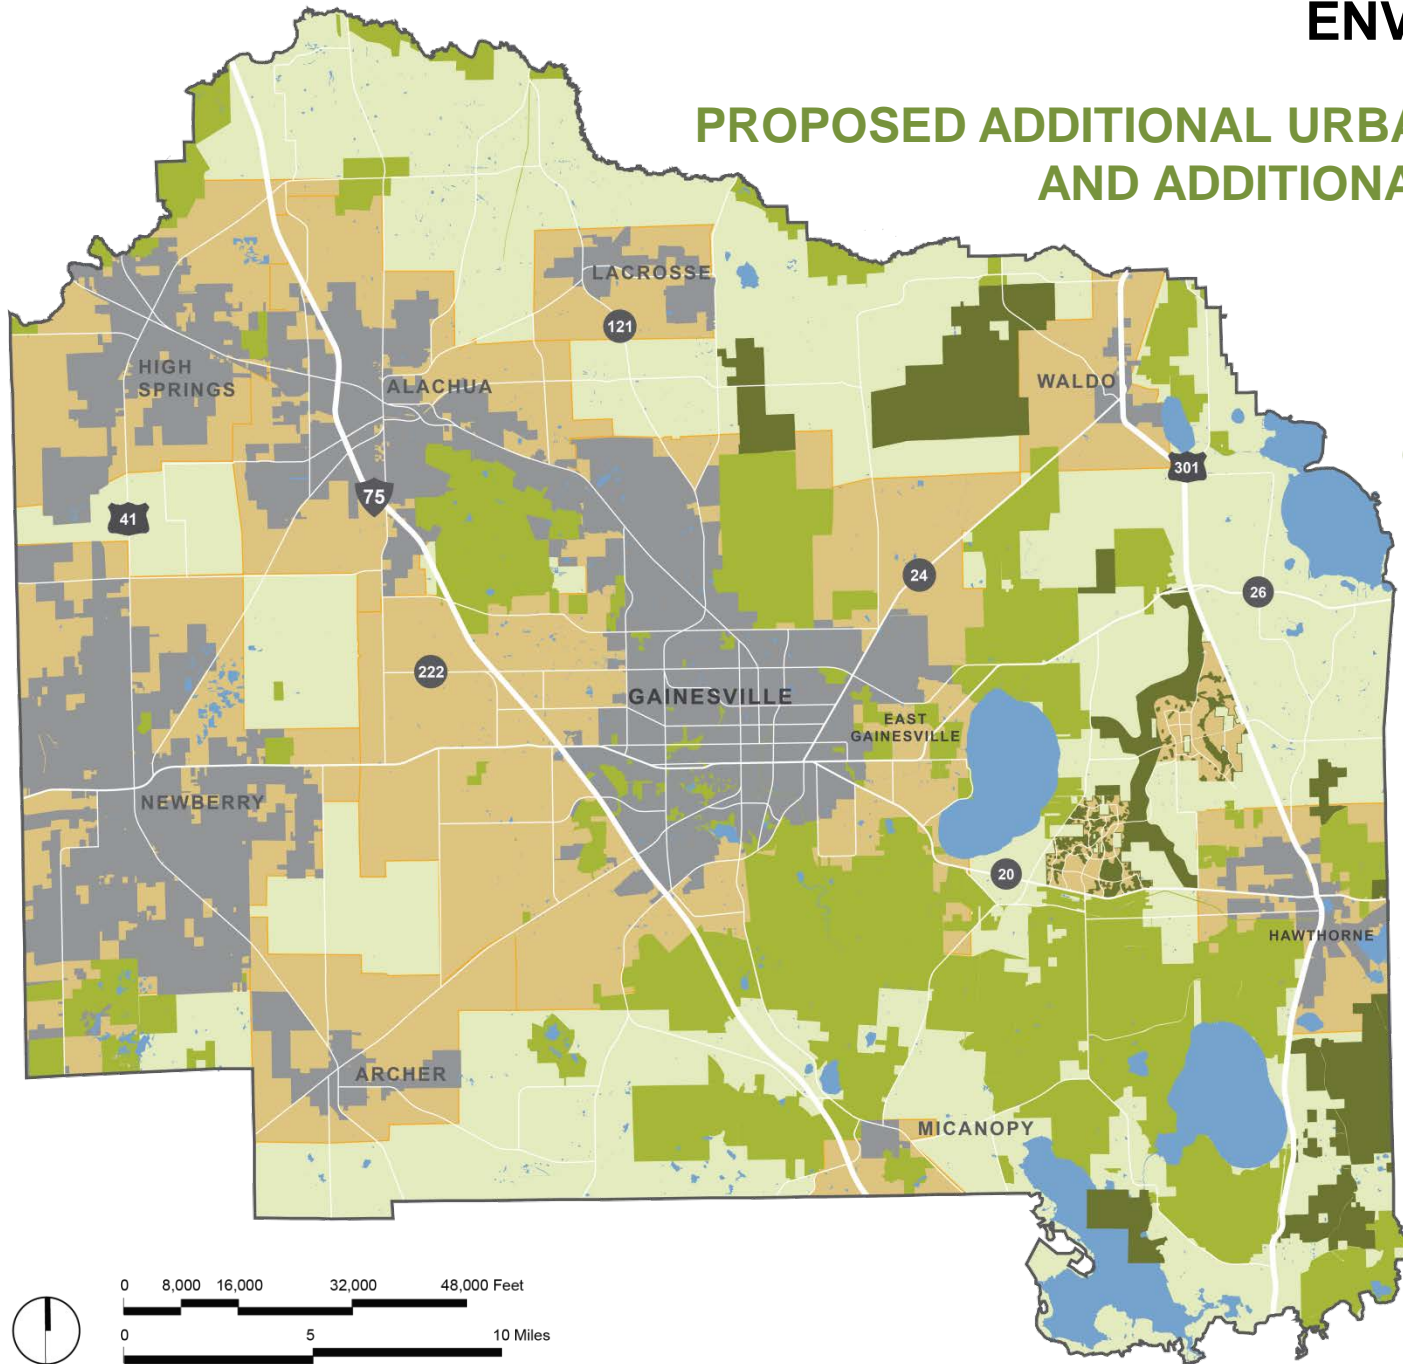 ENV
PROPOSED ADDITIONAL URBA
AND ADDITIONA
LACROSSE
121
HIGH
SPRINGS
ALACHUA
WALDO
301
75
41
24
26
222
GAINESVILLE
EAST
GAINESVILLE
NEWBERRY
20
HAWTHORNE
ARCHER
MICANOPY
0 8,000 16,000 32,000 48,000 Feet
0 5 10 Miles